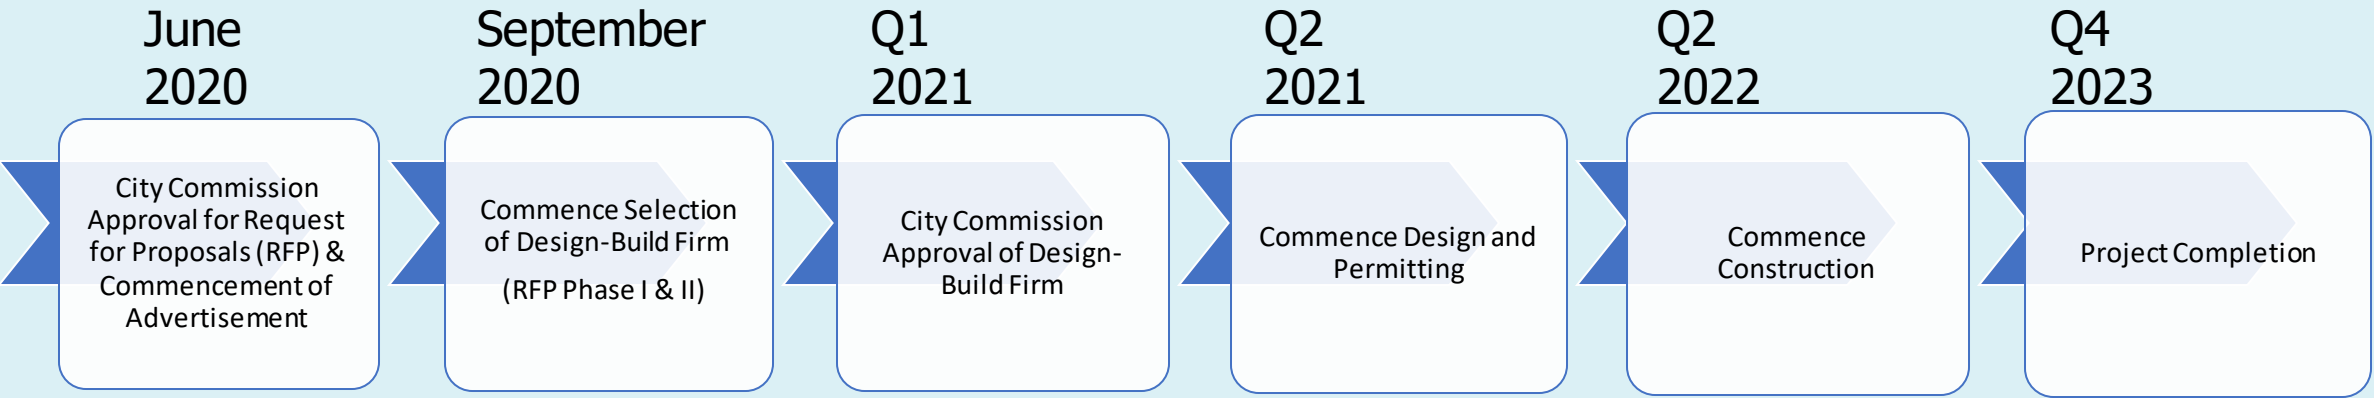 June
2020
City Commission
Approval for Request
for Proposals (RFP) &
Commencement of
Advertisement
September
2020
Commence Selection
of Design-Build Firm
(RFP Phase I & II)
Q1
2021
City Commission
Approval of Design-
Build Firm
Q2
2021
Commence Design and
Permitting
Q2
2022
Commence
Construction
Q4
2023
Project Completion